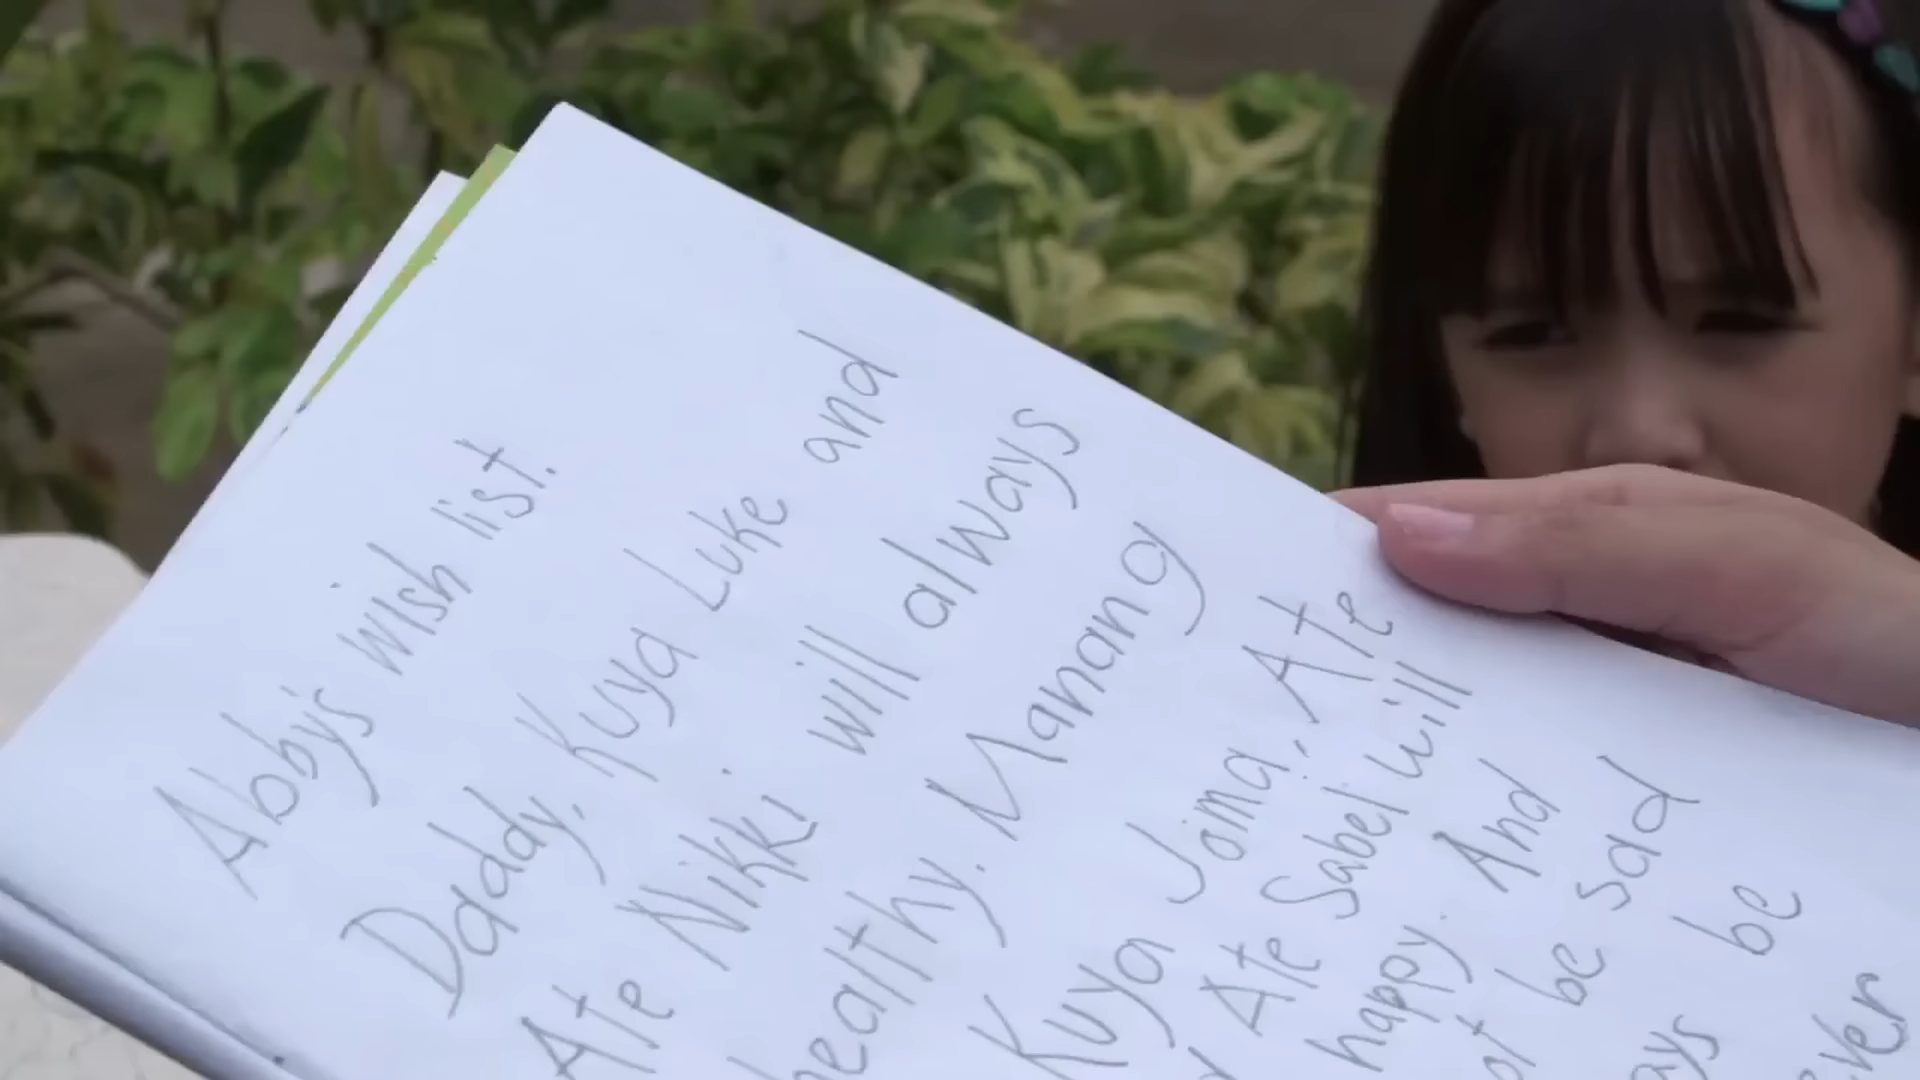 Abby's wish list.
Daddy, Kuya Luke and
Ate Nikki will always
healthy. Manang
Kuya Joma, Ate
Ate Sabel will
happy. And
be sad
be